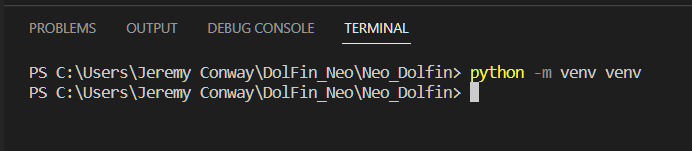 PROBLEMS OUTPUT DEBUG CONSOLE TERMINAL
PS C:\Users\Jeremy Conway\DolFin_Neo\Neo_Dolfin> python -m venv venv
PS C:\Users\Jeremy Conway\DolFin_Neo\Neo_Dolfin>